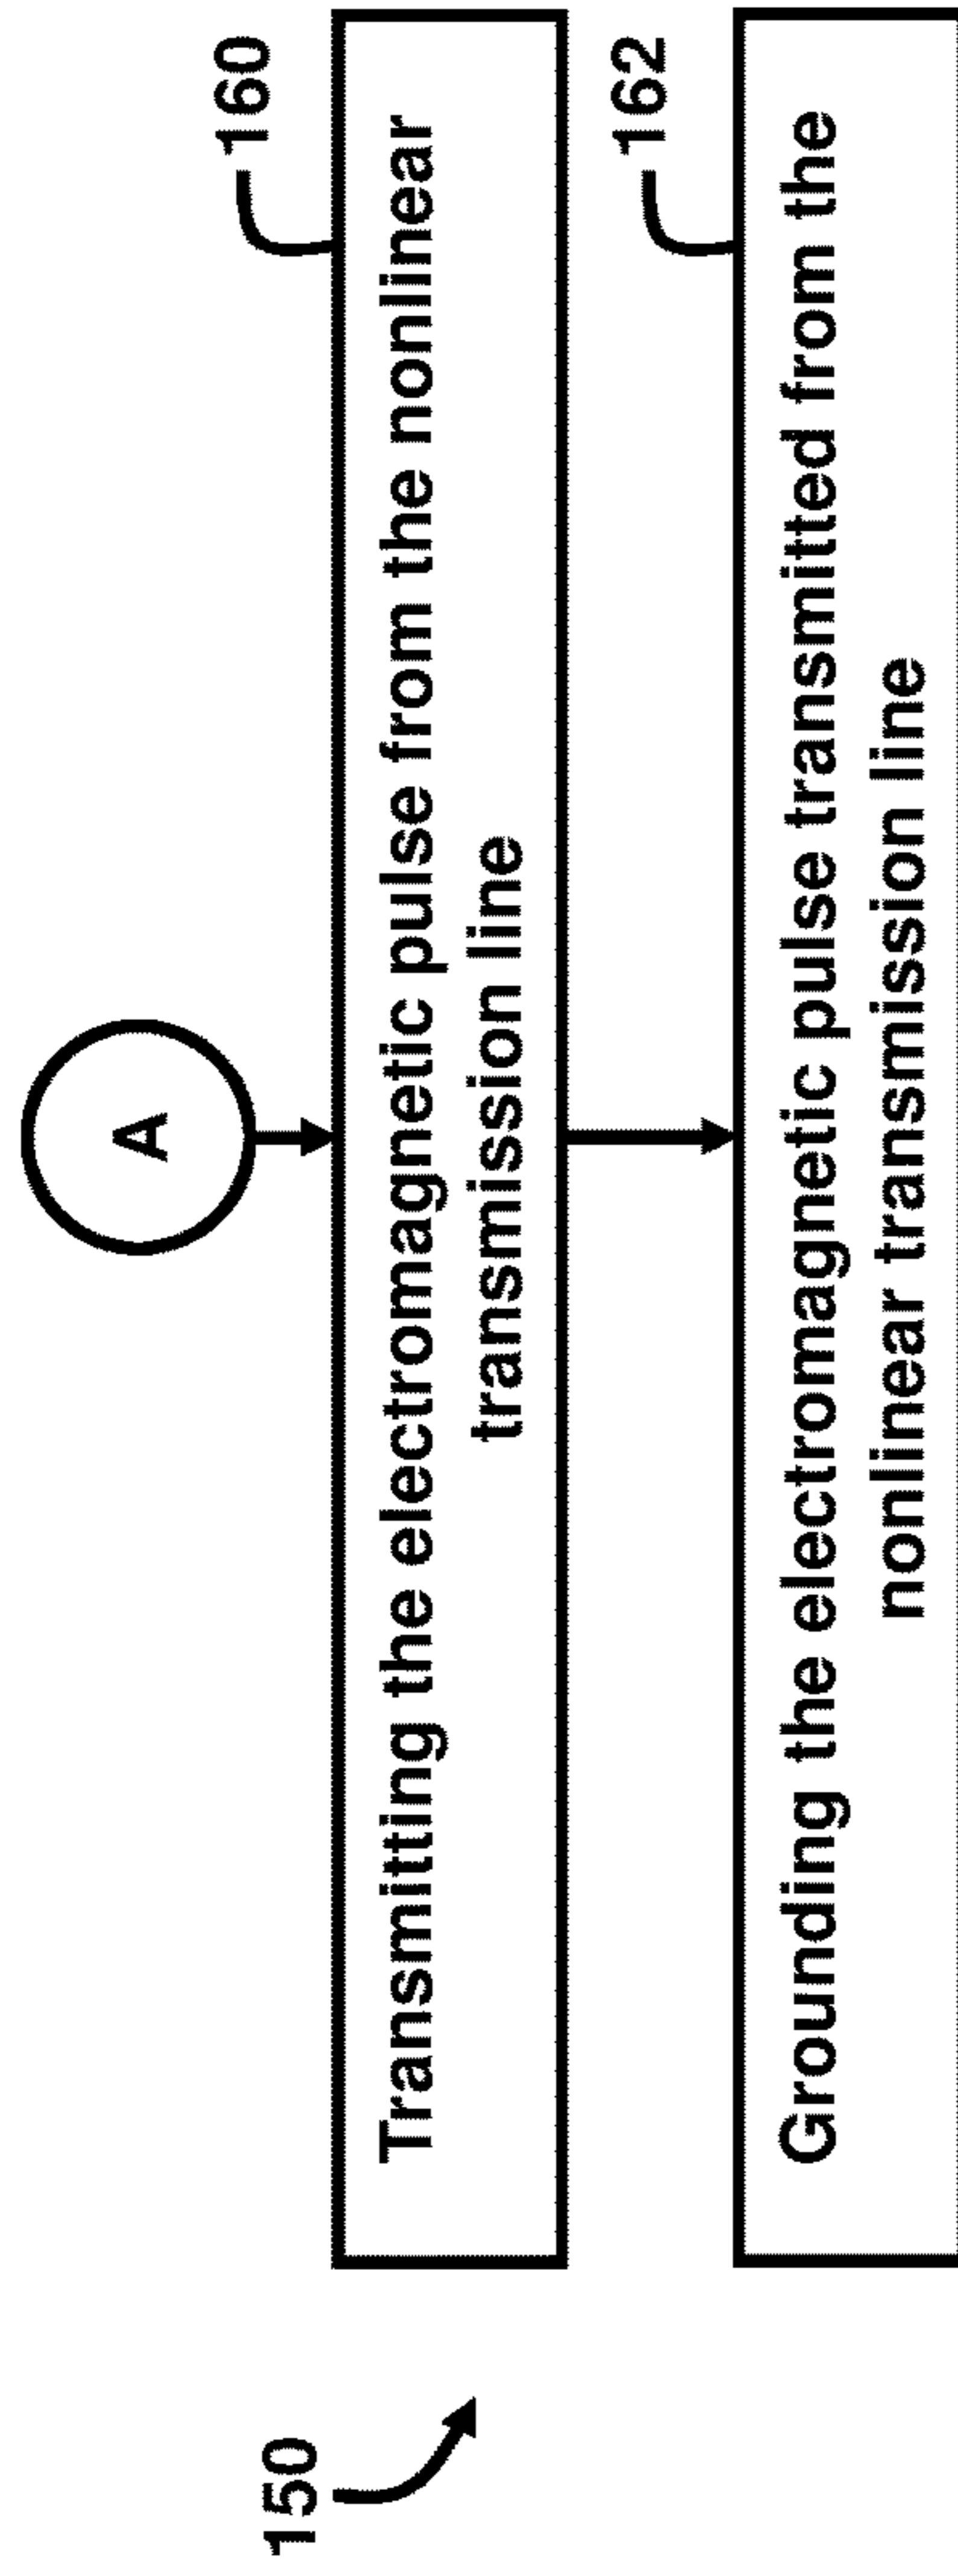 A
160
Transmitting the electromagnetic pulse from the nonlinear
transmission line
162
Grounding the electromagnetic pulse transmitted from the
nonlinear transmission line
150